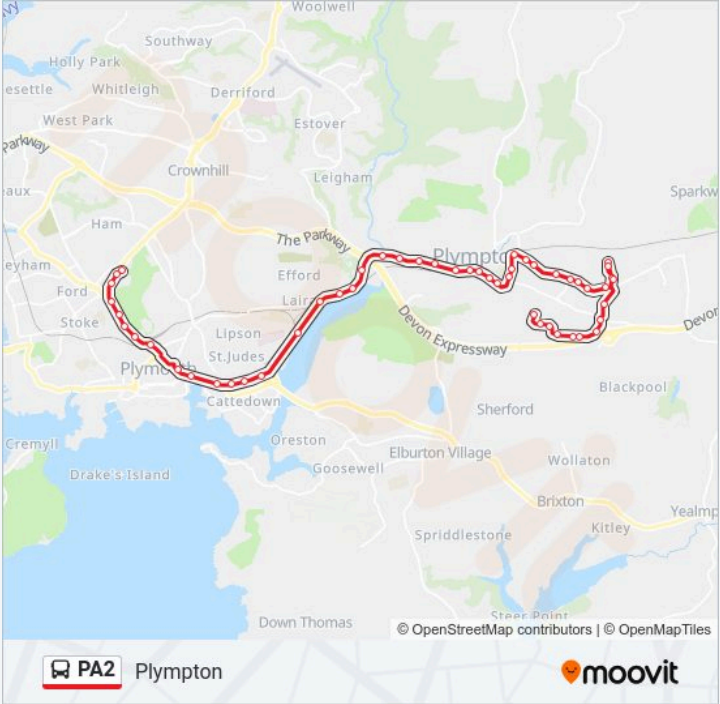 Woolwell
Southway
Holly Park
esettle
Whitleigh
Derriford
West Park
Estover
Parkway
Crownhill
Leigham
eaux
Sparkw
Ham
The Parkway
Plympto
eyham
Efford
Ford
Laira
Stoke
Lipson
Devon Expressway
Devon
St.Judes
Plymouth
Blackpool
Cattedown
Sherford
Cremyll
Oreston
Elburton Village
Drake's Island
Goosewell
Wollaton
Brixton
Yealmp
Kitley
Spriddlestone
Steer Point
Down Thomas
© OpenStreetMap contributors | © OpenMapTiles
PA2 Plympton
moovit